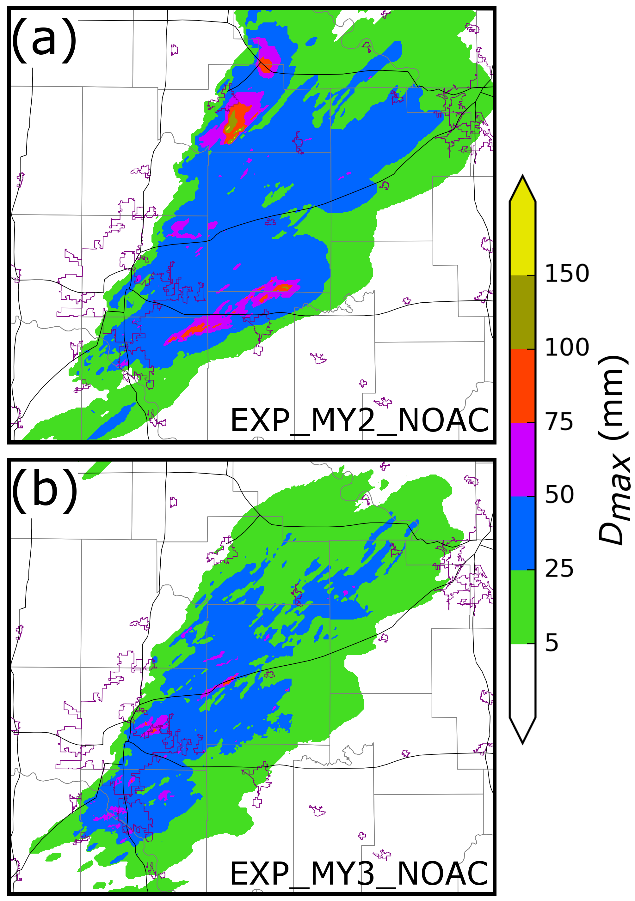 (a)
EXP_MY2_NOAC
(b)
EXP_MY3_NOAC
150
100
75
50
25
5
Dmax (mm)